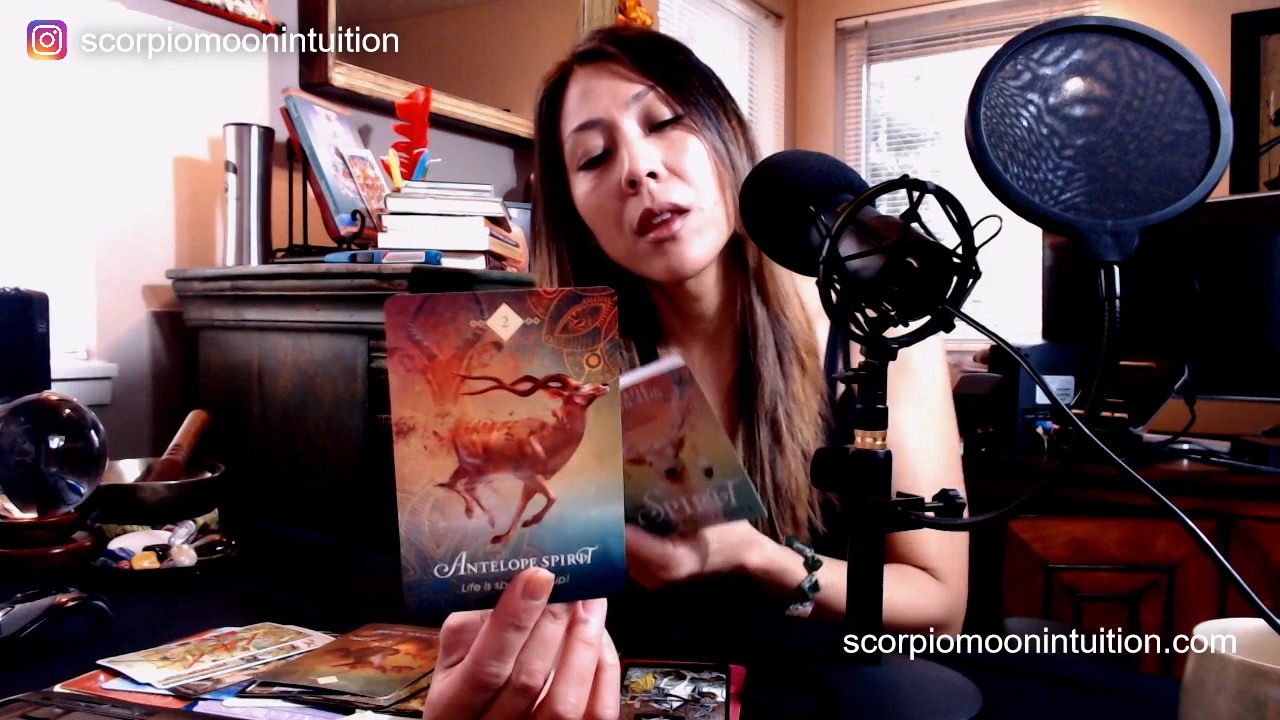 scorpiomoonintuition
2
ANTELOPE SPIRIT
Life is
SPIRIT
scorpiomoonintuition.com